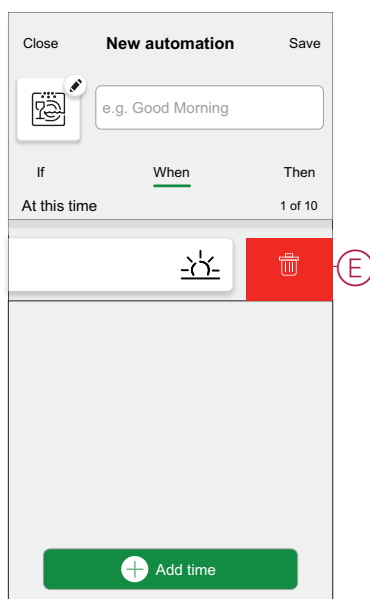 Close New automation Save
e.g. Good Morning
If When Then
At this time 1 of 10
E
Add time